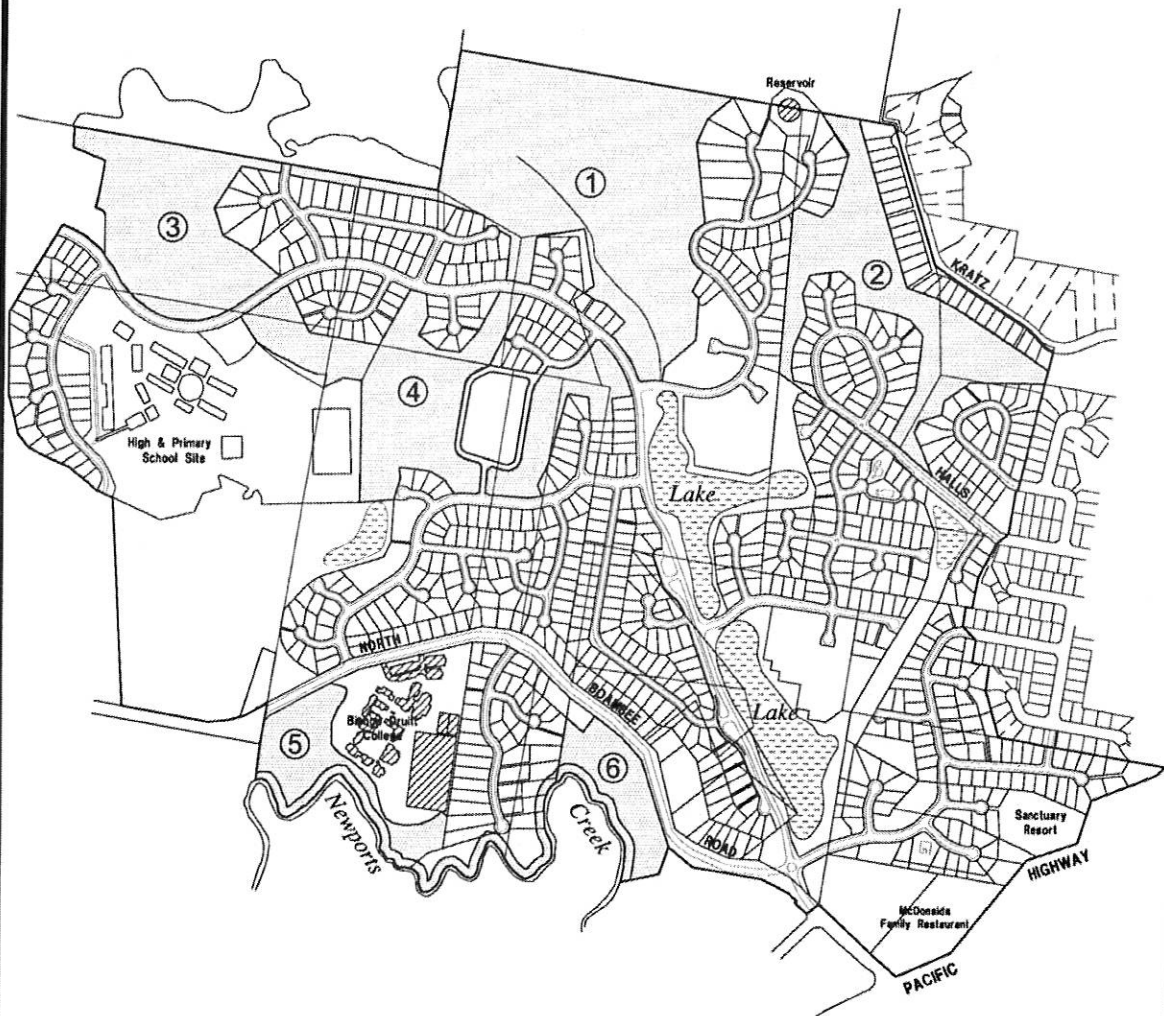 Reservoir
1
3
2
KRATZ
4
High & Primary
School Site
HALLS
Lake
NORTH
BOAMBEE
Lake
5
College
6
Newports
Creek
ROAD
Sanctuary
Resort
HIGHWAY
McDonalds
Family Restaurant
PACIFIC